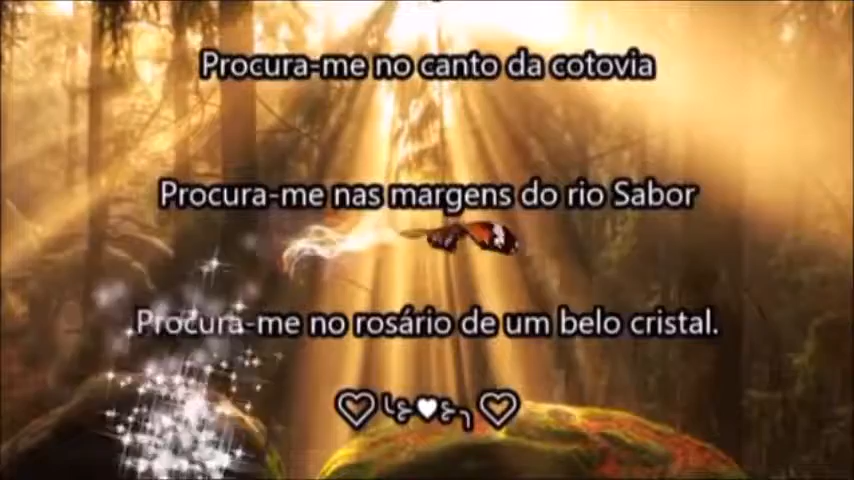 Procura-me no canto da cotovia
Procura-me nas margens do rio Sabor
Procura-me no rosário de um belo cristal.